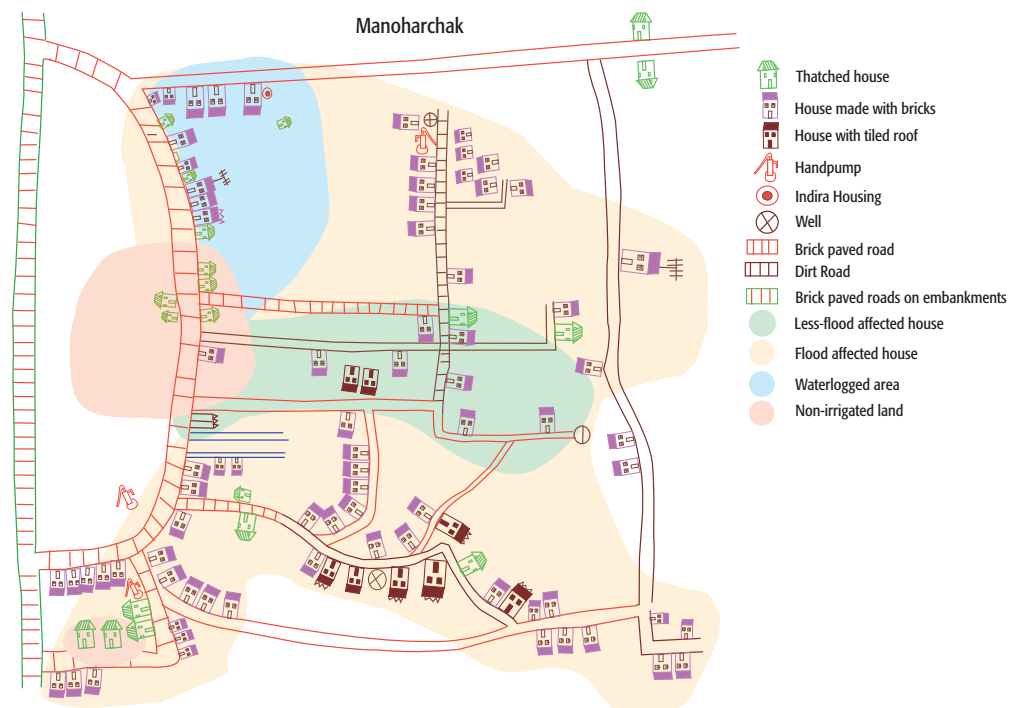 Manoharchak
Thatched house
House made with bricks
House with tiled roof
Handpump
Indira Housing
Well
Brick paved road
Dirt Road
Brick paved roads on embankments
Less-flood affected house
Flood affected house
Waterlogged area
Non-irrigated land